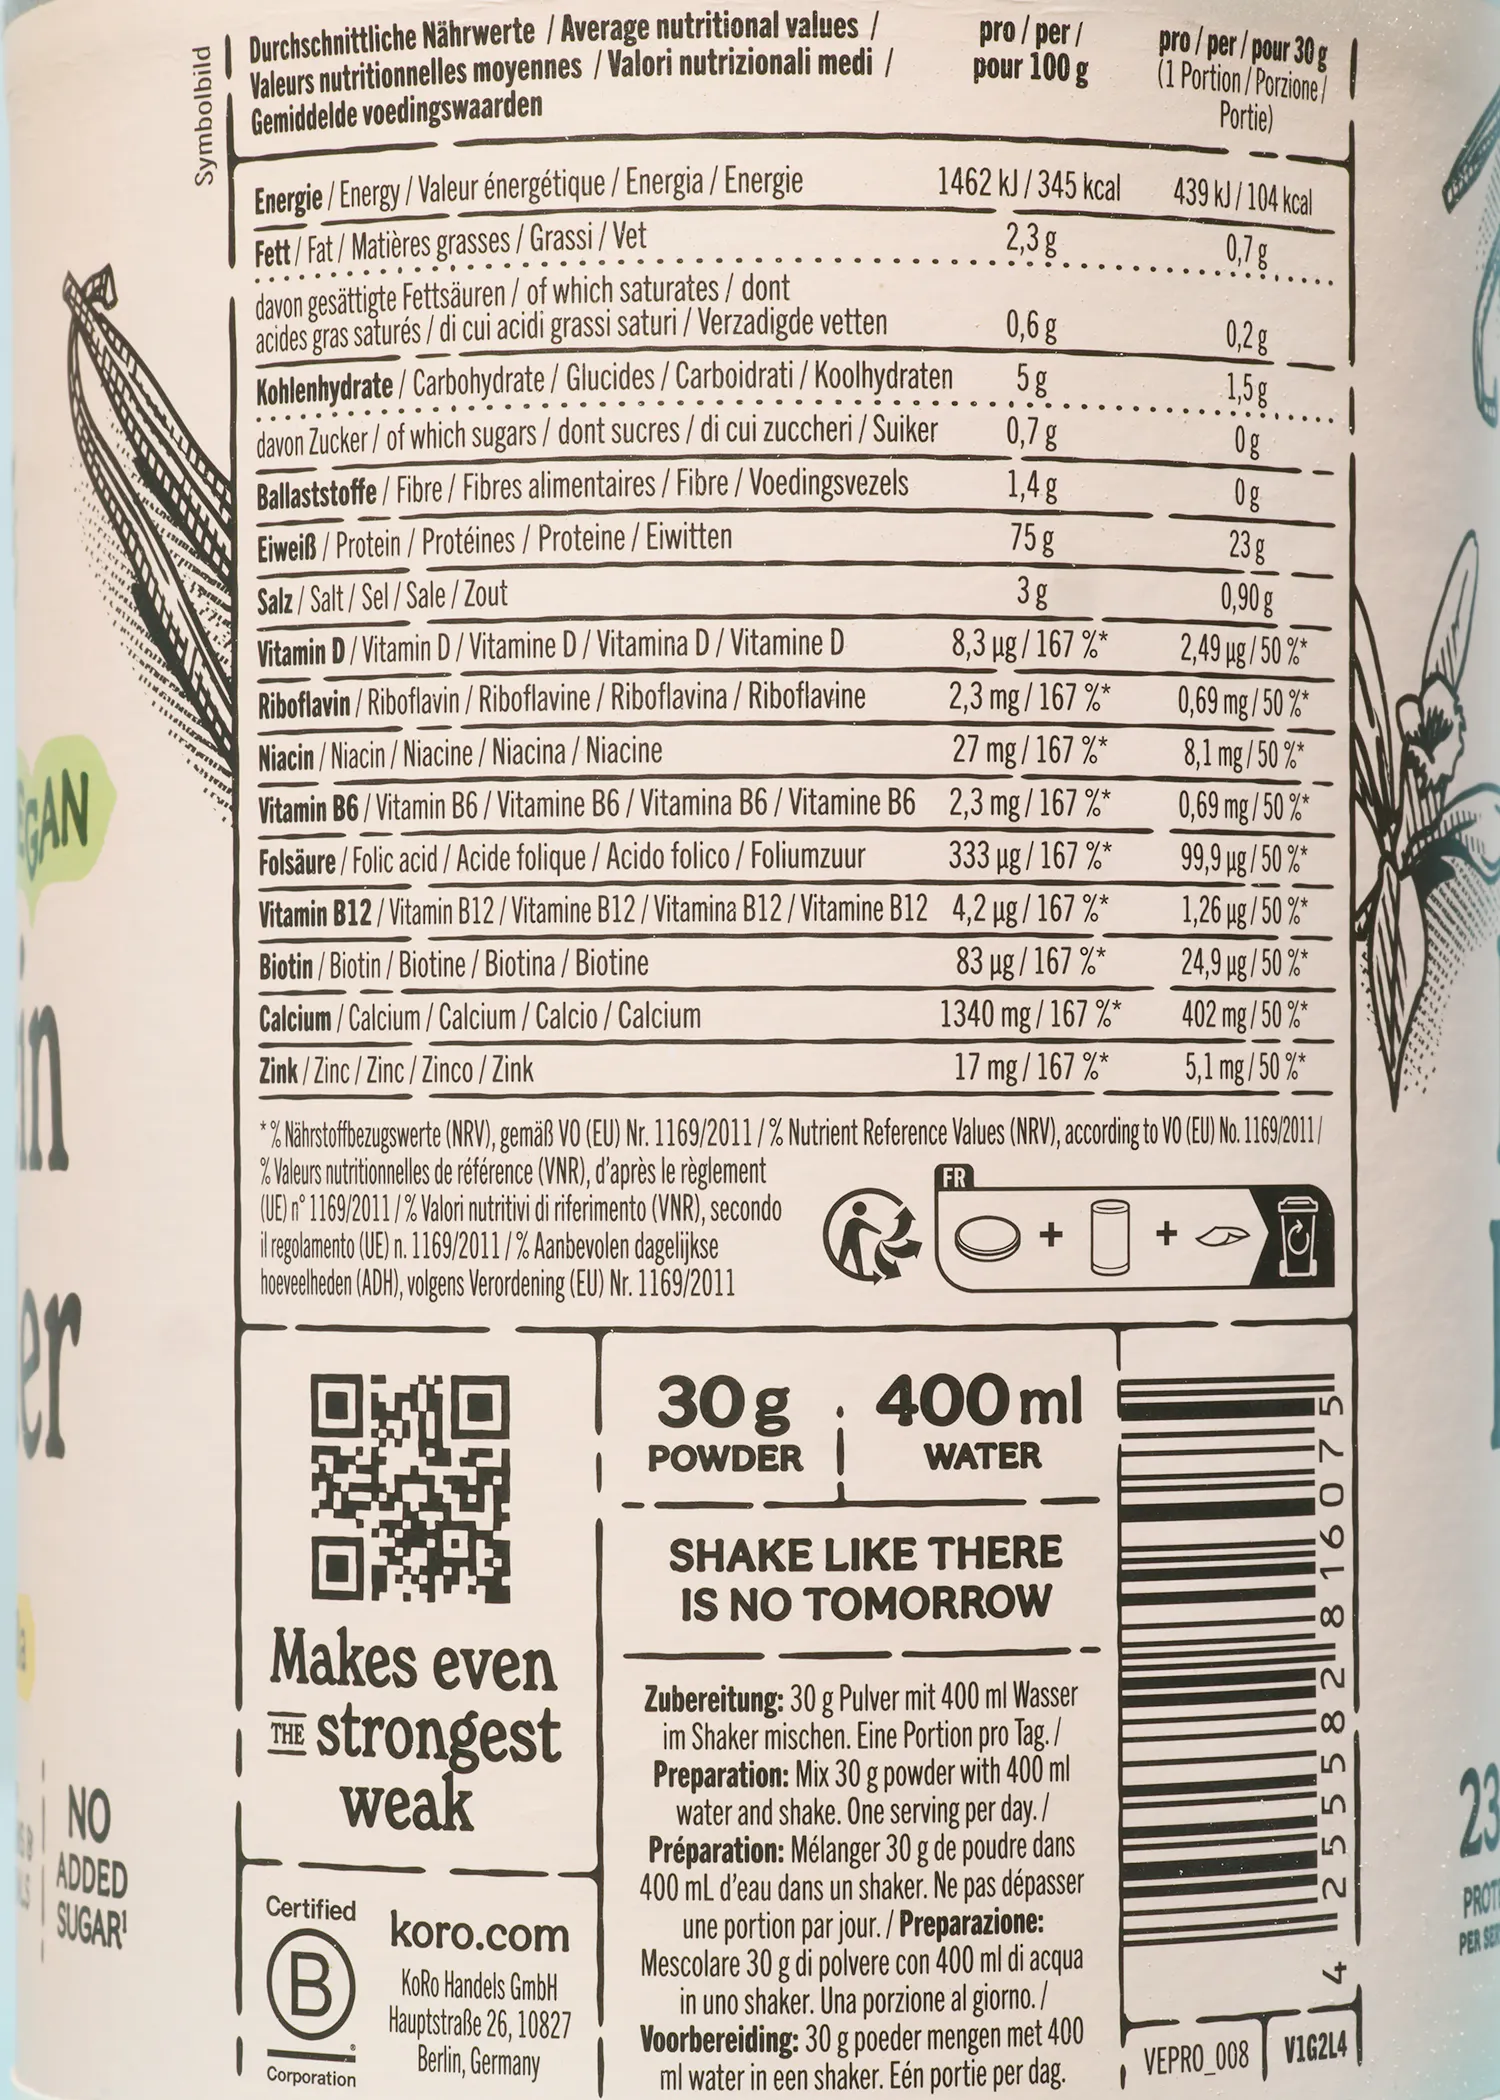 Symbolbild
Durchschnittliche Nährwerte / Average nutritional values /
Valeurs nutritionnelles moyennes / Valori nutrizionali medi /
Gemiddelde voedingswaarden
pro / per /
pour 100 g
pro / per / pour 30 g
(1 Portion / Porzione /
Portie)
Energie / Energy / Valeur énergétique / Energia / Energie 1462 kJ / 345 kcal 439 kJ / 104 kcal
Fett / Fat / Matières grasses / Grassi / Vet 2,3 g 0,7 g
davon gesättigte Fettsäuren / of which saturates / dont
acides gras saturés / di cui acidi grassi saturi / Verzadigde vetten 0,6 g 0,2 g
Kohlenhydrate / Carbohydrate / Glucides / Carboidrati / Koolhydraten 5 g 1,5 g
davon Zucker / of which sugars / dont sucres / di cui zuccheri / Suiker 0,7 g 0 g
Ballaststoffe / Fibre / Fibres alimentaires / Fibre / Voedingsvezels 1,4 g 0 g
Eiweiß / Protein / Protéines / Proteine / Eiwitten 75 g 23 g
Salz / Salt / Sel / Sale / Zout 3 g 0,90 g
Vitamin D / Vitamin D / Vitamine D / Vitamina D / Vitamine D 8,3 µg / 167 %* 2,49 µg / 50 %*
Riboflavin / Riboflavin / Riboflavine / Riboflavina / Riboflavine 2,3 mg / 167 %* 0,69 mg / 50 %*
Niacin / Niacin / Niacine / Niacina / Niacine 27 mg / 167 %* 8,1 mg / 50 %*
Vitamin B6 / Vitamin B6 / Vitamine B6 / Vitamina B6 / Vitamine B6 2,3 mg / 167 %* 0,69 mg / 50 %*
Folsäure / Folic acid / Acide folique / Acido folico / Foliumzuur 333 µg / 167 %* 99,9 µg / 50 %*
Vitamin B12 / Vitamin B12 / Vitamine B12 / Vitamina B12 / Vitamine B12 4,2 µg / 167 %* 1,26 µg / 50 %*
Biotin / Biotin / Biotine / Biotina / Biotine 83 µg / 167 %* 24,9 µg / 50 %*
Calcium / Calcium / Calcium / Calcio / Calcium 1340 mg / 167 %* 402 mg / 50 %*
Zink / Zinc / Zinc / Zinco / Zink 17 mg / 167 %* 5,1 mg / 50 %*
* % Nährstoffbezugswerte (NRV), gemäß VO (EU) Nr. 1169/2011 / % Nutrient Reference Values (NRV), according to VO (EU) No. 1169/2011 /
% Valeurs nutritionnelles de référence (VNR), d'après le règlement
(UE) n° 1169/2011 / % Valori nutritivi di riferimento (VNR), secondo
il regolamento (UE) n. 1169/2011 / % Aanbevolen dagelijkse
hoeveelheden (ADH), volgens Verordening (EU) Nr. 1169/2011
FR
+ +
Makes even
THE strongest
weak
Certified
B
Corporation
koro.com
KoRo Handels GmbH
Hauptstraße 26, 10827
Berlin, Germany
30 g
POWDER
400 ml
WATER
SHAKE LIKE THERE
IS NO TOMORROW
Zubereitung: 30 g Pulver mit 400 ml Wasser
im Shaker mischen. Eine Portion pro Tag. /
Preparation: Mix 30 g powder with 400 ml
water and shake. One serving per day. /
Préparation: Mélanger 30 g de poudre dans
400 mL d'eau dans un shaker. Ne pas dépasser
une portion par jour. / Preparazione:
Mescolare 30 g di polvere con 400 ml di acqua
in uno shaker. Una porzione al giorno. /
Voorbereiding: 30 g poeder mengen met 400
ml water in een shaker. Eén portie per dag.
4 255582 816075
VEPRO_008
V1G2L4
NO
ADDED
SUGAR¹
23